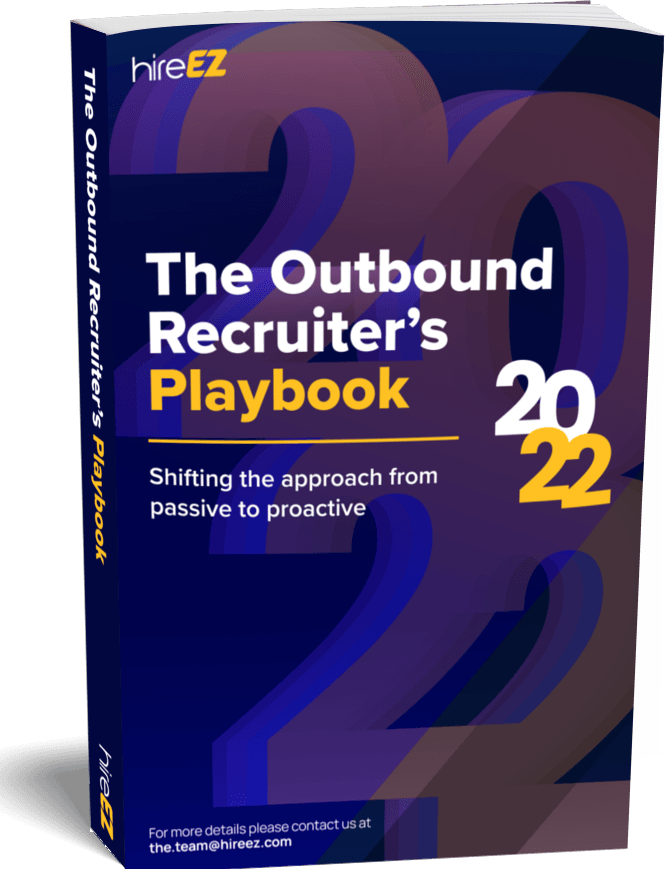 hireEZ
The Outbound
Recruiter's
Playbook
20
22
Shifting the approach from
passive to proactive
For more details please contact us at
the.team@hireez.com
The Outbound Recruiter's Playbook
hireEZ